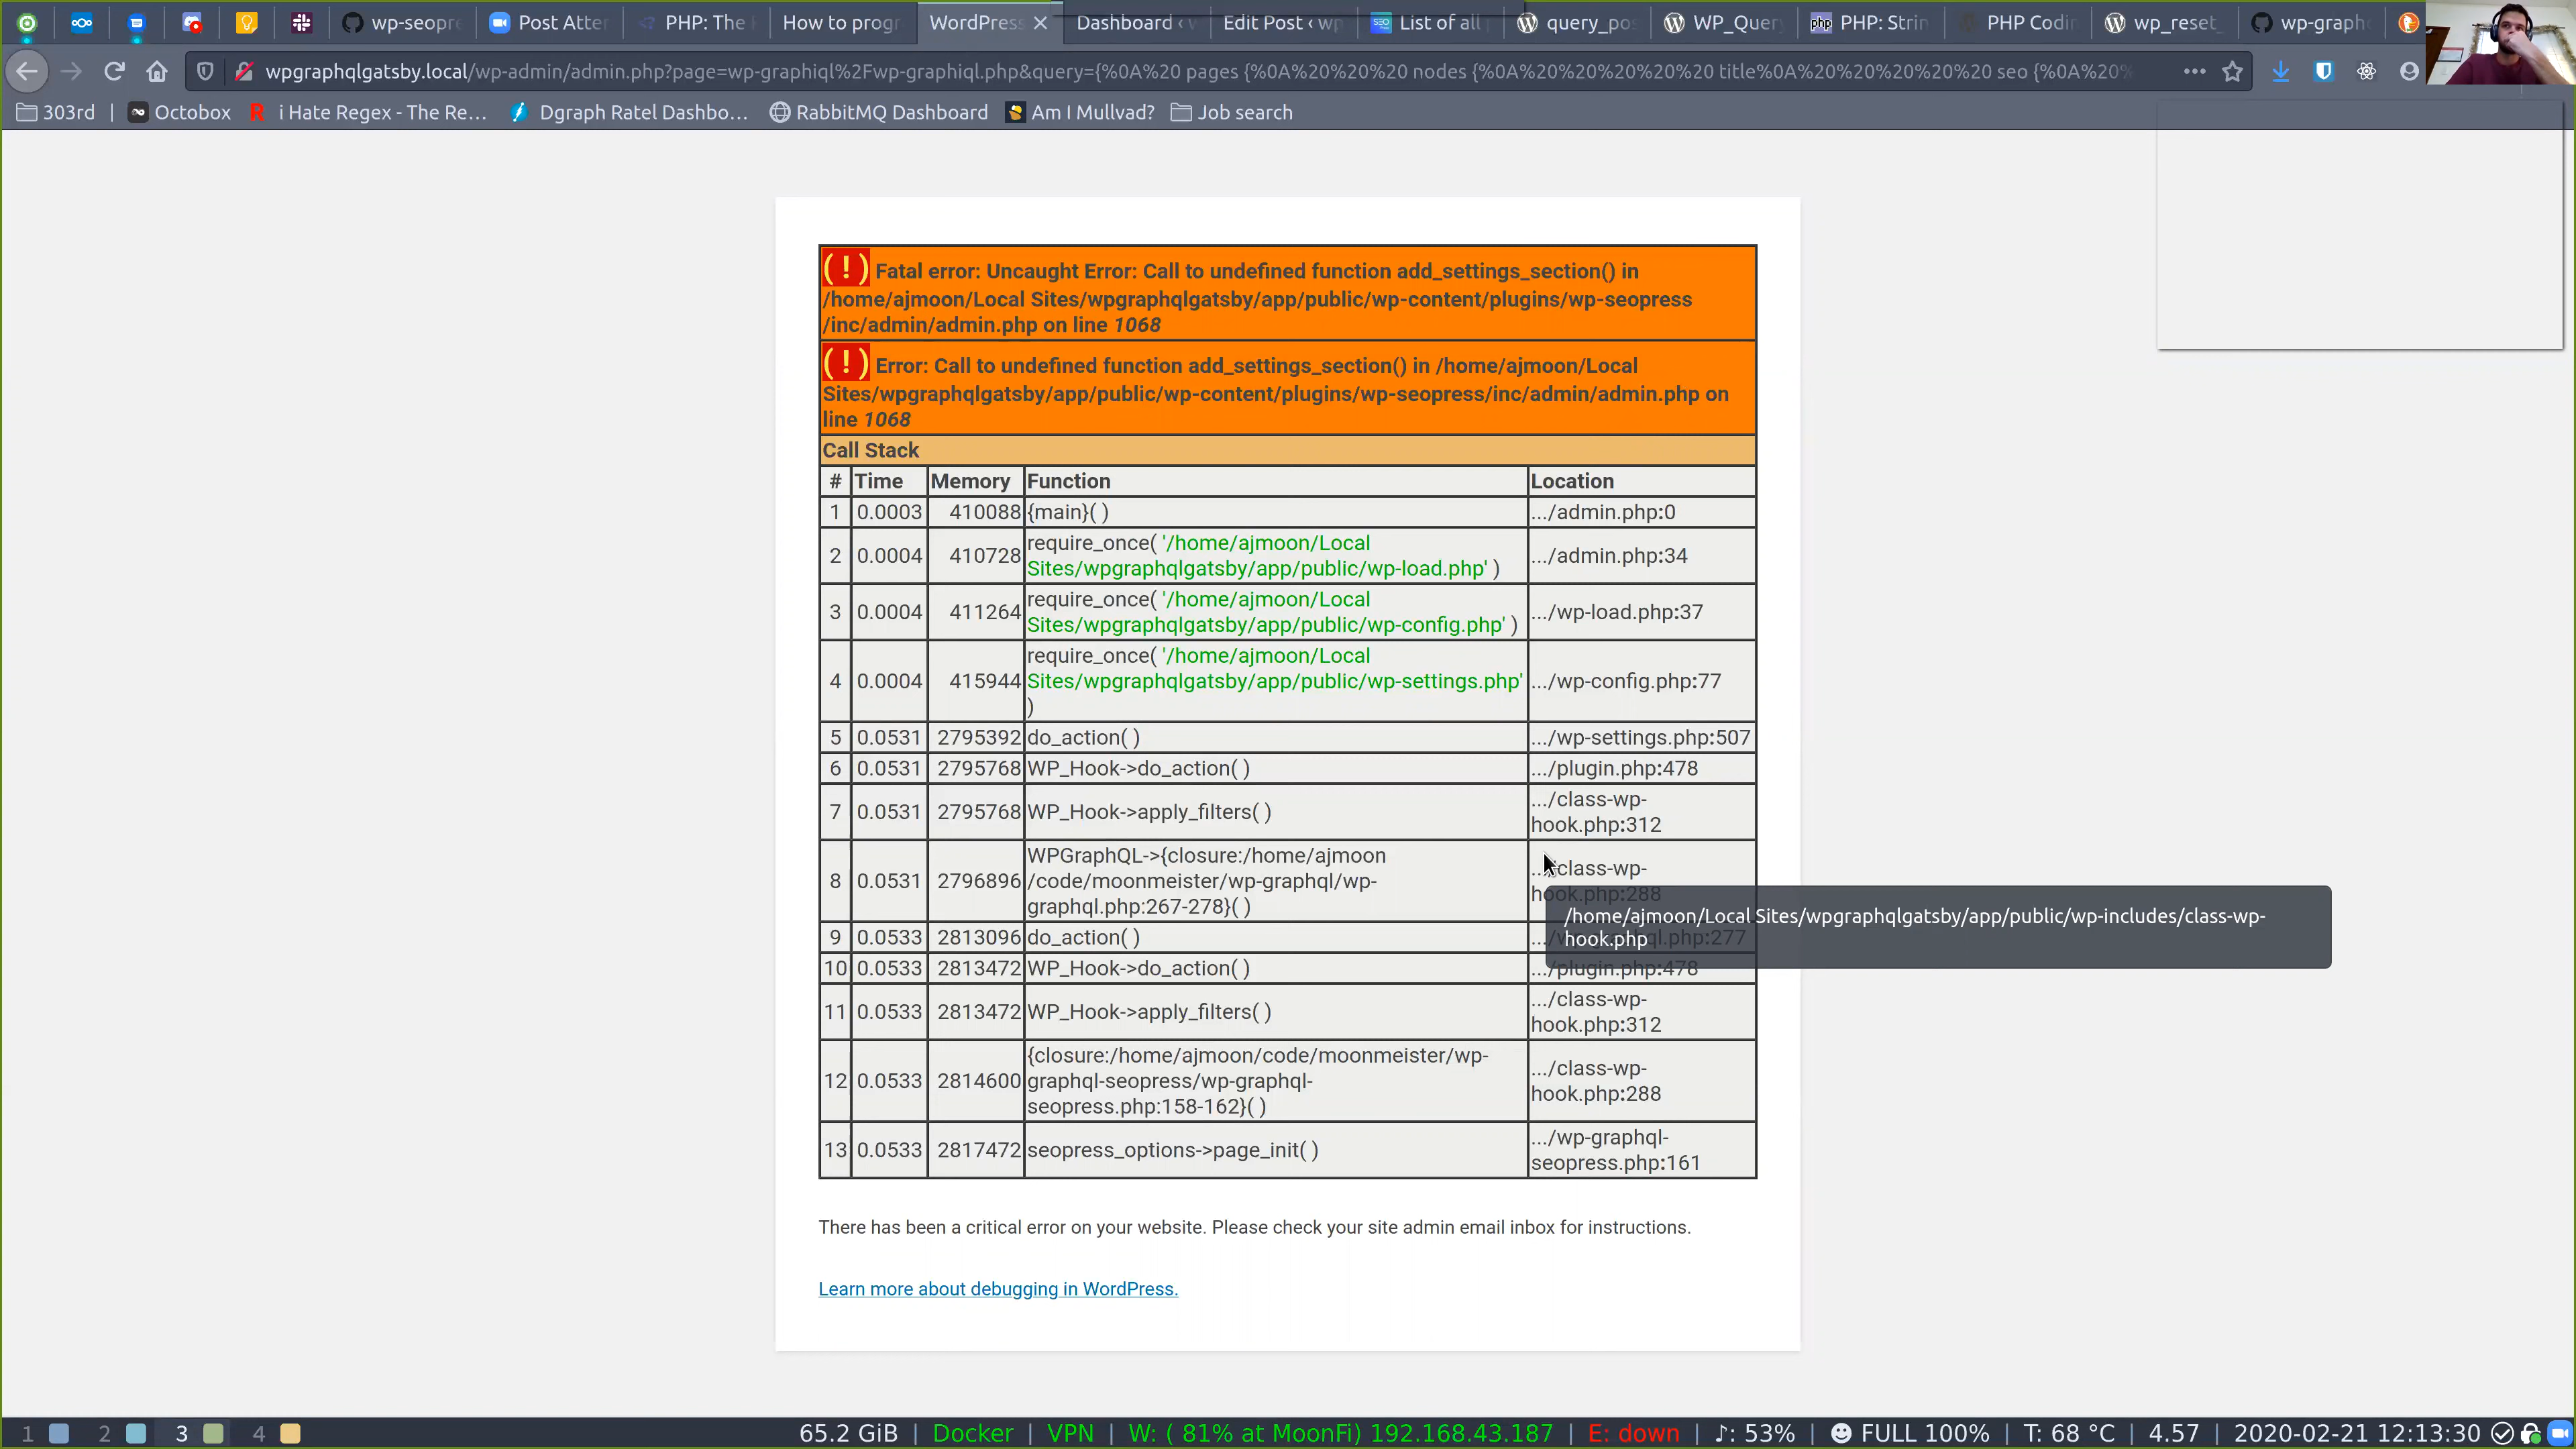 wp-seopre
Post Atter
PHP: The
How to progr
WordPress
Dashboard ‹ w
Edit Post ‹ wp
List of all
query_po
WP_Query
PHP: Strin
PHP Codin
wp_reset_
wp-graphq
wpgraphqlgatsby.local/wp-admin/admin.php?page=wp-graphiql%2Fwp-graphiql.php&query={%0A%20 pages {%0A%20%20%20 nodes {%0A%20%20%20%20%20 title%0A%20%20%20%20%20 seo {%0A%20%
303rd
Octobox
i Hate Regex - The Re...
Dgraph Ratel Dashbo...
RabbitMQ Dashboard
Am I Mullvad?
Job search
( ! ) Fatal error: Uncaught Error: Call to undefined function add_settings_section() in
/home/ajmoon/Local Sites/wpgraphqlgatsby/app/public/wp-content/plugins/wp-seopress
/inc/admin/admin.php on line 1068
( ! ) Error: Call to undefined function add_settings_section() in /home/ajmoon/Local
Sites/wpgraphqlgatsby/app/public/wp-content/plugins/wp-seopress/inc/admin/admin.php on
line 1068
Call Stack
# Time Memory Function Location
1 0.0003 410088 {main}( ) .../admin.php:0
2 0.0004 410728 require_once( '/home/ajmoon/Local
Sites/wpgraphqlgatsby/app/public/wp-load.php' ) .../admin.php:34
3 0.0004 411264 require_once( '/home/ajmoon/Local
Sites/wpgraphqlgatsby/app/public/wp-config.php' ) .../wp-load.php:37
4 0.0004 415944 require_once( '/home/ajmoon/Local
Sites/wpgraphqlgatsby/app/public/wp-settings.php'
) .../wp-config.php:77
5 0.0531 2795392 do_action( ) .../wp-settings.php:507
6 0.0531 2795768 WP_Hook->do_action( ) .../plugin.php:478
7 0.0531 2795768 WP_Hook->apply_filters( ) .../class-wp-
hook.php:312
8 0.0531 2796896 WPGraphQL->{closure:/home/ajmoon
/code/moonmeister/wp-graphql/wp-
graphql.php:267-278}( ) .../class-wp-
hook.php:288
/home/ajmoon/Local Sites/wpgraphqlgatsby/app/public/wp-includes/class-wp-
hook.php
9 0.0533 2813096 do_action( ) .../wp-graphql.php:277
10 0.0533 2813472 WP_Hook->do_action( ) .../plugin.php:478
11 0.0533 2813472 WP_Hook->apply_filters( ) .../class-wp-
hook.php:312
12 0.0533 2814600 {closure:/home/ajmoon/code/moonmeister/wp-
graphql-seopress/wp-graphql-
seopress.php:158-162}( ) .../class-wp-
hook.php:288
13 0.0533 2817472 seopress_options->page_init( ) .../wp-graphql-
seopress.php:161
There has been a critical error on your website. Please check your site admin email inbox for instructions.
Learn more about debugging in WordPress.
1 2 3 4
65.2 GiB | Docker | VPN | W: ( 81% at MoonFi) 192.168.43.187 | E: down | ♪: 53% | FULL 100% | T: 68 °C | 4.57 | 2020-02-21 12:13:30